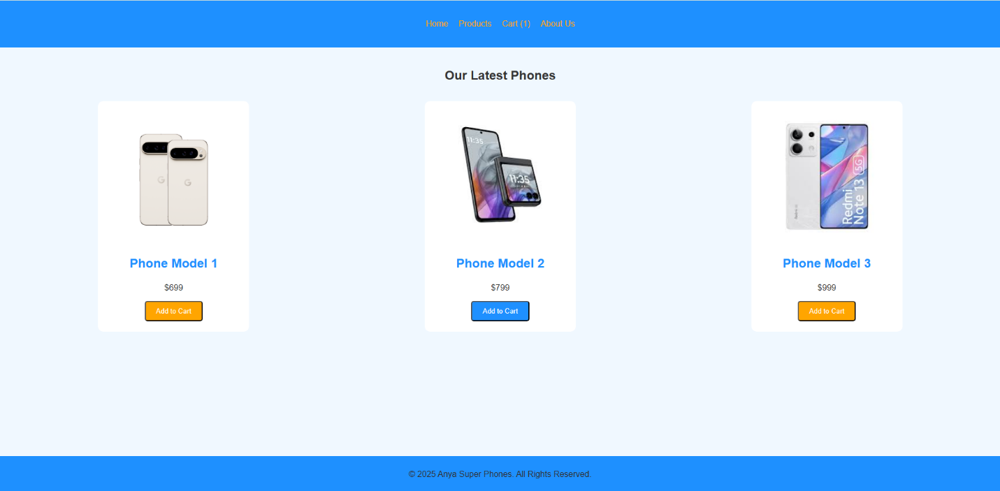 Home Products Cart (1) About Us
Our Latest Phones
G
G
11:35
11:35
Redmi
Note 13 5G
Phone Model 1
Phone Model 2
Phone Model 3
$699
$799
$999
Add to Cart
Add to Cart
Add to Cart
© 2025 Anya Super Phones. All Rights Reserved.